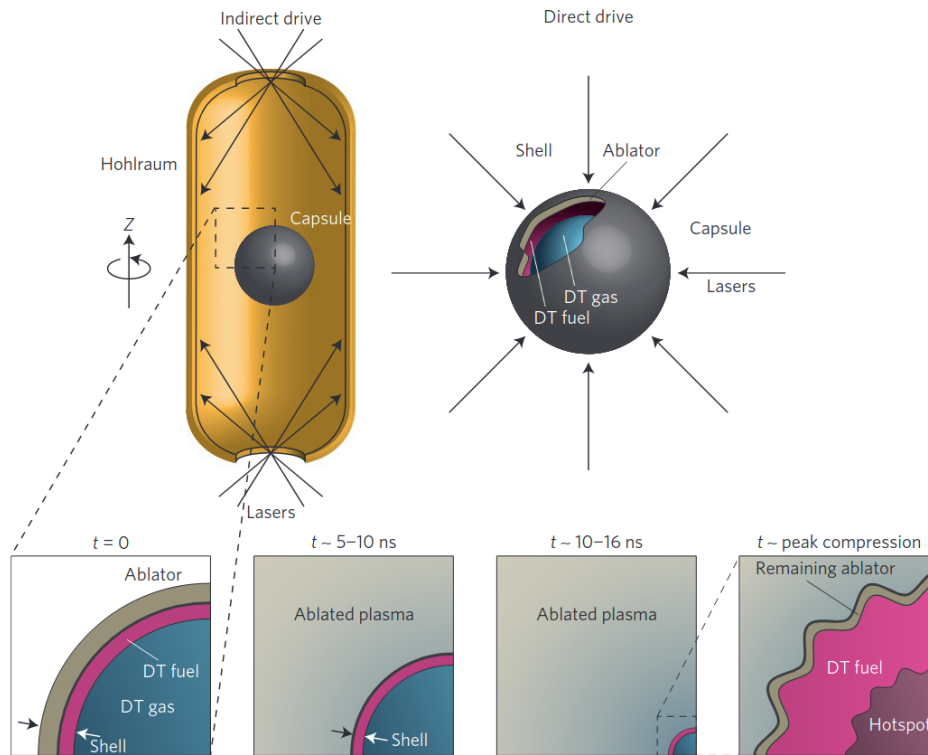 Indirect drive
Direct drive
Hohlraum
Capsule
Z
Lasers
Shell
Ablator
Capsule
Lasers
DT gas
DT fuel
t = 0
Ablator
DT fuel
DT gas
Shell
t ~ 5–10 ns
Ablated plasma
Shell
t ~ 10–16 ns
Ablated plasma
t ~ peak compression
Remaining ablator
DT fuel
Hotspot